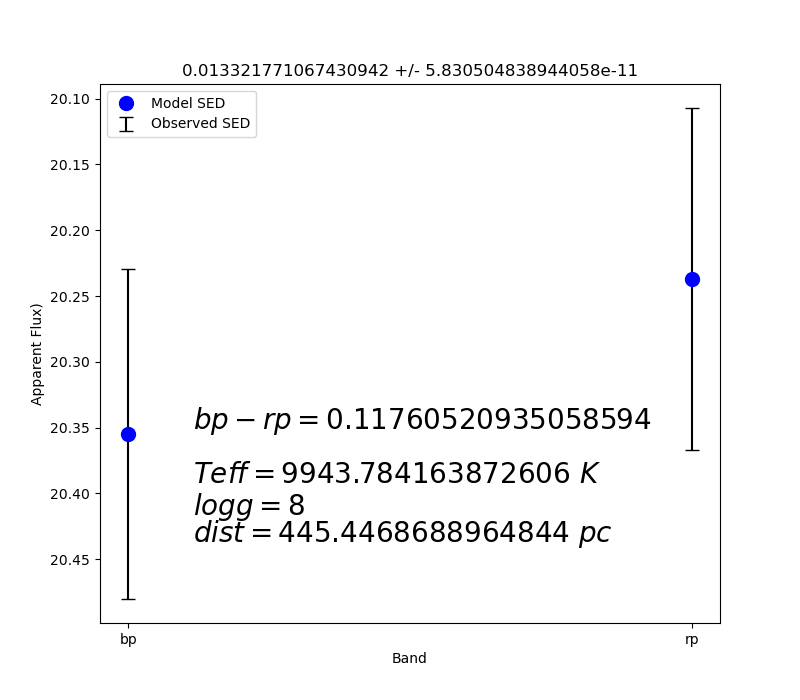 0.013321771067430942 +/- 5.830504838944058e-11
Model SED
Observed SED
20.10
20.15
20.20
20.25
20.30
20.35
20.40
20.45
Apparent Flux)
bp − rp = 0.11760520935058594
Teff = 9943.784163872606 K
logg = 8
dist = 445.4468688964844 pc
bp
rp
Band